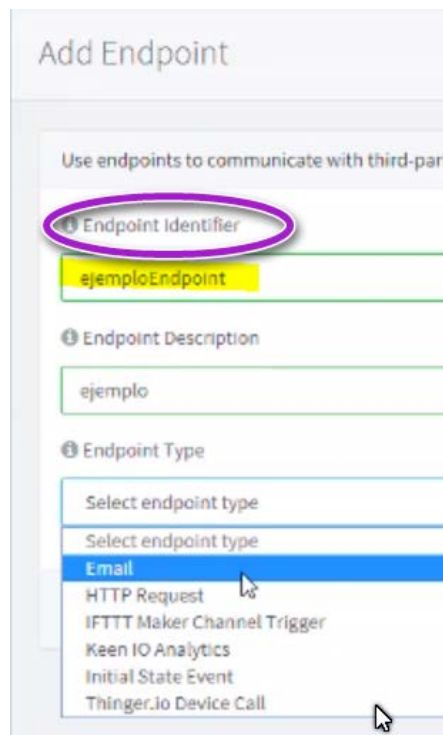 Add Endpoint
Use endpoints to communicate with third-par
Endpoint Identifier
ejemploEndpoint
Endpoint Description
ejemplo
Endpoint Type
Select endpoint type
Select endpoint type
Email
HTTP Request
IFTTT Maker Channel Trigger
Keen IO Analytics
Initial State Event
Thinger.io Device Call